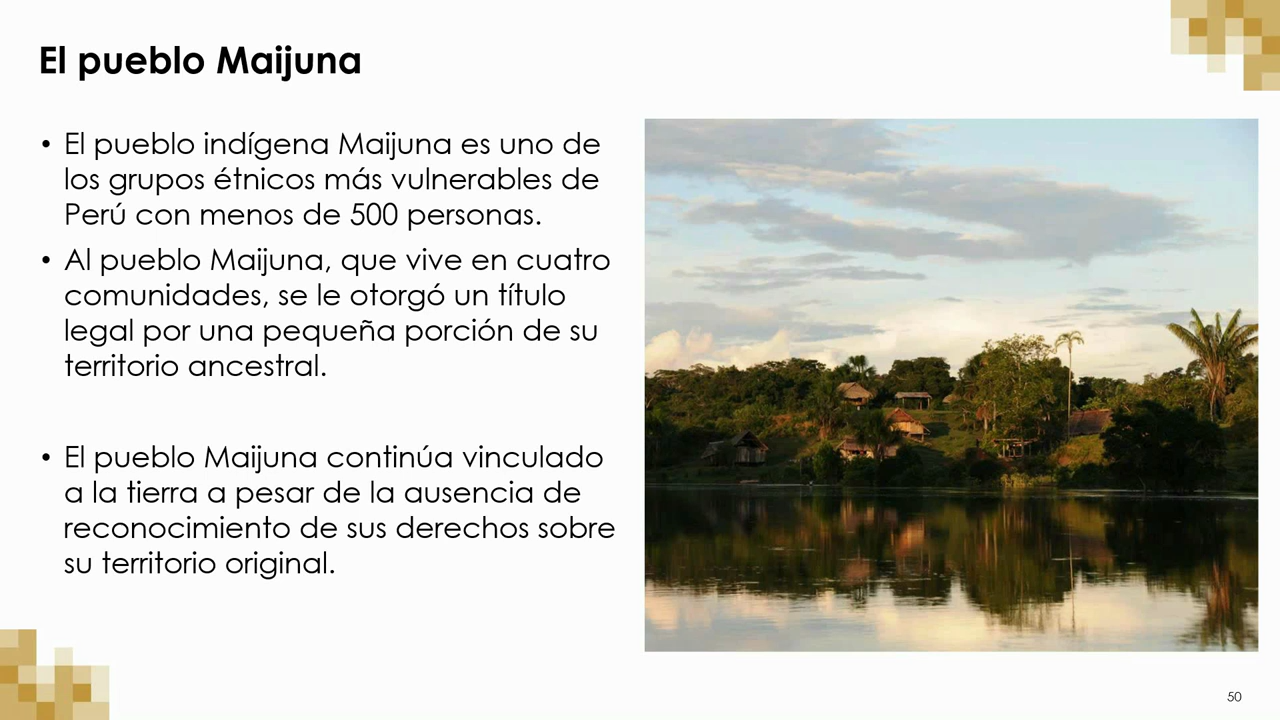 El pueblo Maijuna
• El pueblo indígena Maijuna es uno de
los grupos étnicos más vulnerables de
Perú con menos de 500 personas.
• Al pueblo Maijuna, que vive en cuatro
comunidades, se le otorgó un título
legal por una pequeña porción de su
territorio ancestral.
• El pueblo Maijuna continúa vinculado
a la tierra a pesar de la ausencia de
reconocimiento de sus derechos sobre
su territorio original.
50